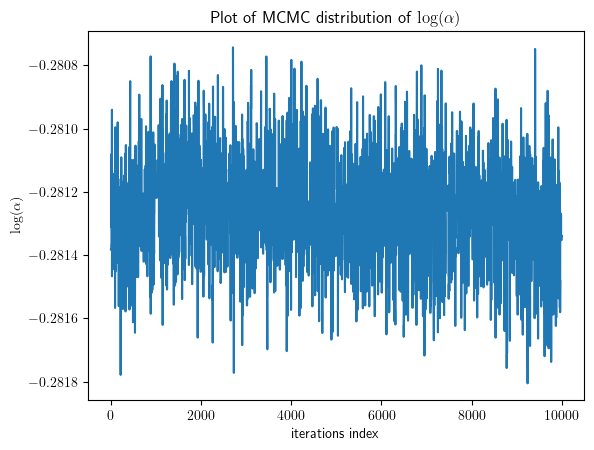 Plot of MCMC distribution of log(α)
−0.2808
−0.2810
−0.2812
−0.2814
−0.2816
−0.2818
log(α)
0 2000 4000 6000 8000 10000
iterations index